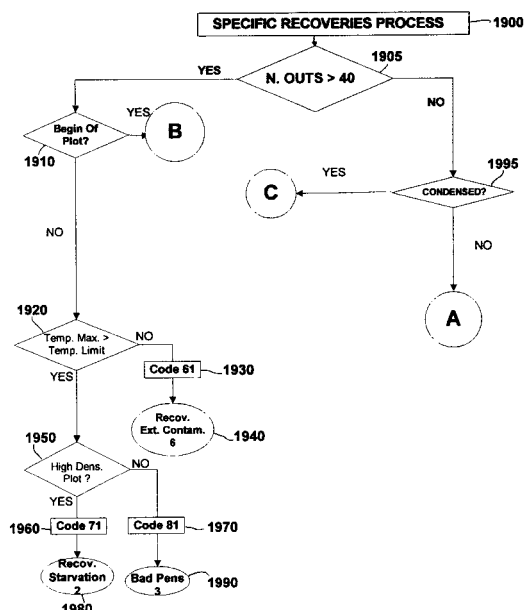 SPECIFIC RECOVERIES PROCESS
1900
1905
N. OUTS > 40
YES
NO
Begin Of
Plot?
1910
YES
B
1995
CONDENSED?
YES
C
NO
NO
A
1920
Temp. Max. >
Temp. Limit
NO
YES
Code 61
1930
Recov.
Ext. Contam.
6
1940
1950
High Dens.
Plot ?
NO
YES
1960
Code 71
Code 81
1970
Recov.
Starvation
2
1980
Bad Pens
3
1990